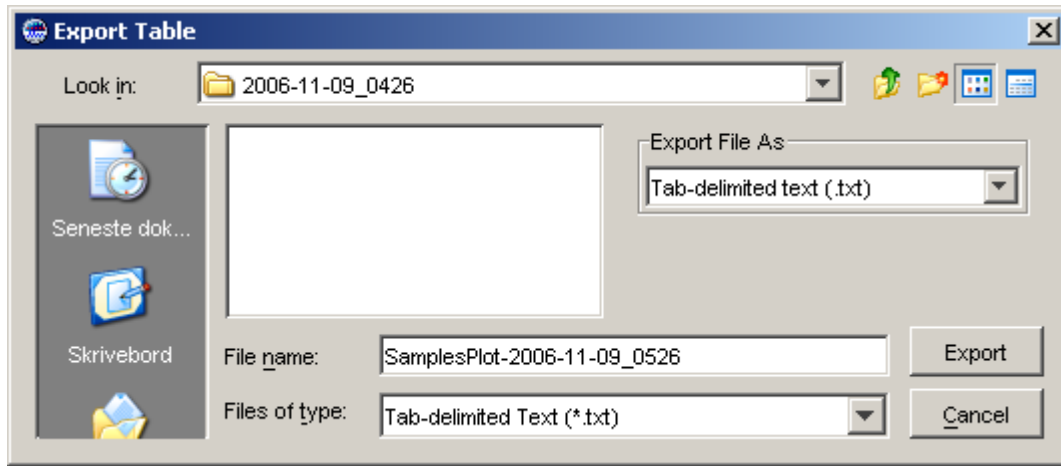 Export Table
Look in:
2006-11-09_0426
Export File As
Tab-delimited text (.txt)
Seneste dok...
Skrivebord
File name:
SamplesPlot-2006-11-09_0526
Export
Files of type:
Tab-delimited Text (*.txt)
Cancel